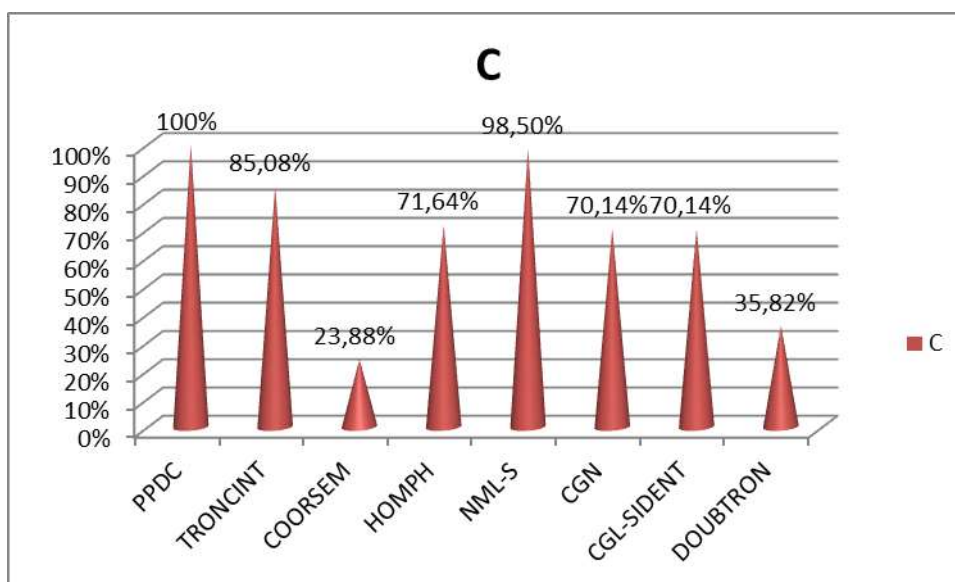 C
100%
98,50%
85,08%
71,64%
70,14%
70,14%
35,82%
23,88%
100%
90%
80%
70%
60%
50%
40%
30%
20%
10%
0%
C
PPDC
TRONCINT
COORSEM
HOMPH
NML-S
CGN
CGL-SIDENT
DOUBTRON